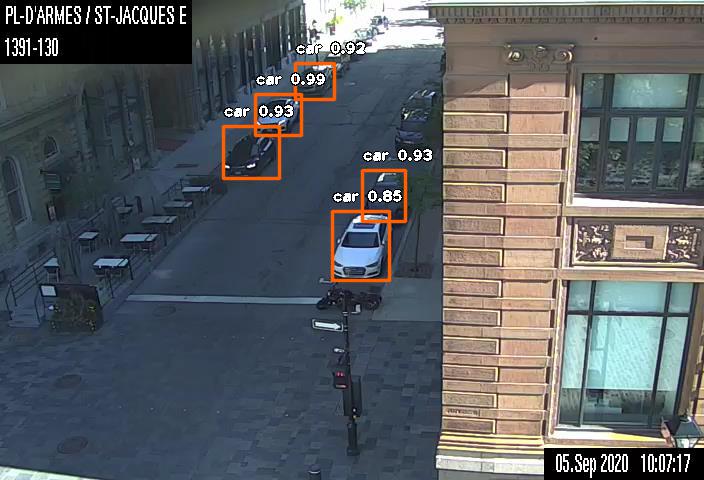 PL-D'ARMES / ST-JACQUES E
1391-130
car 0.92
car 0.99
car 0.93
car 0.93
car 0.85
05.Sep 2020 10:07:17